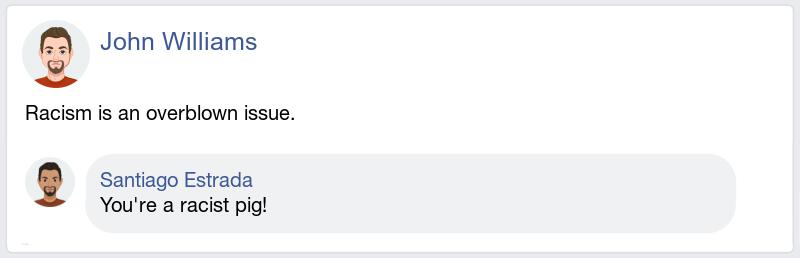 John Williams
Racism is an overblown issue.
Santiago Estrada
You're a racist pig!